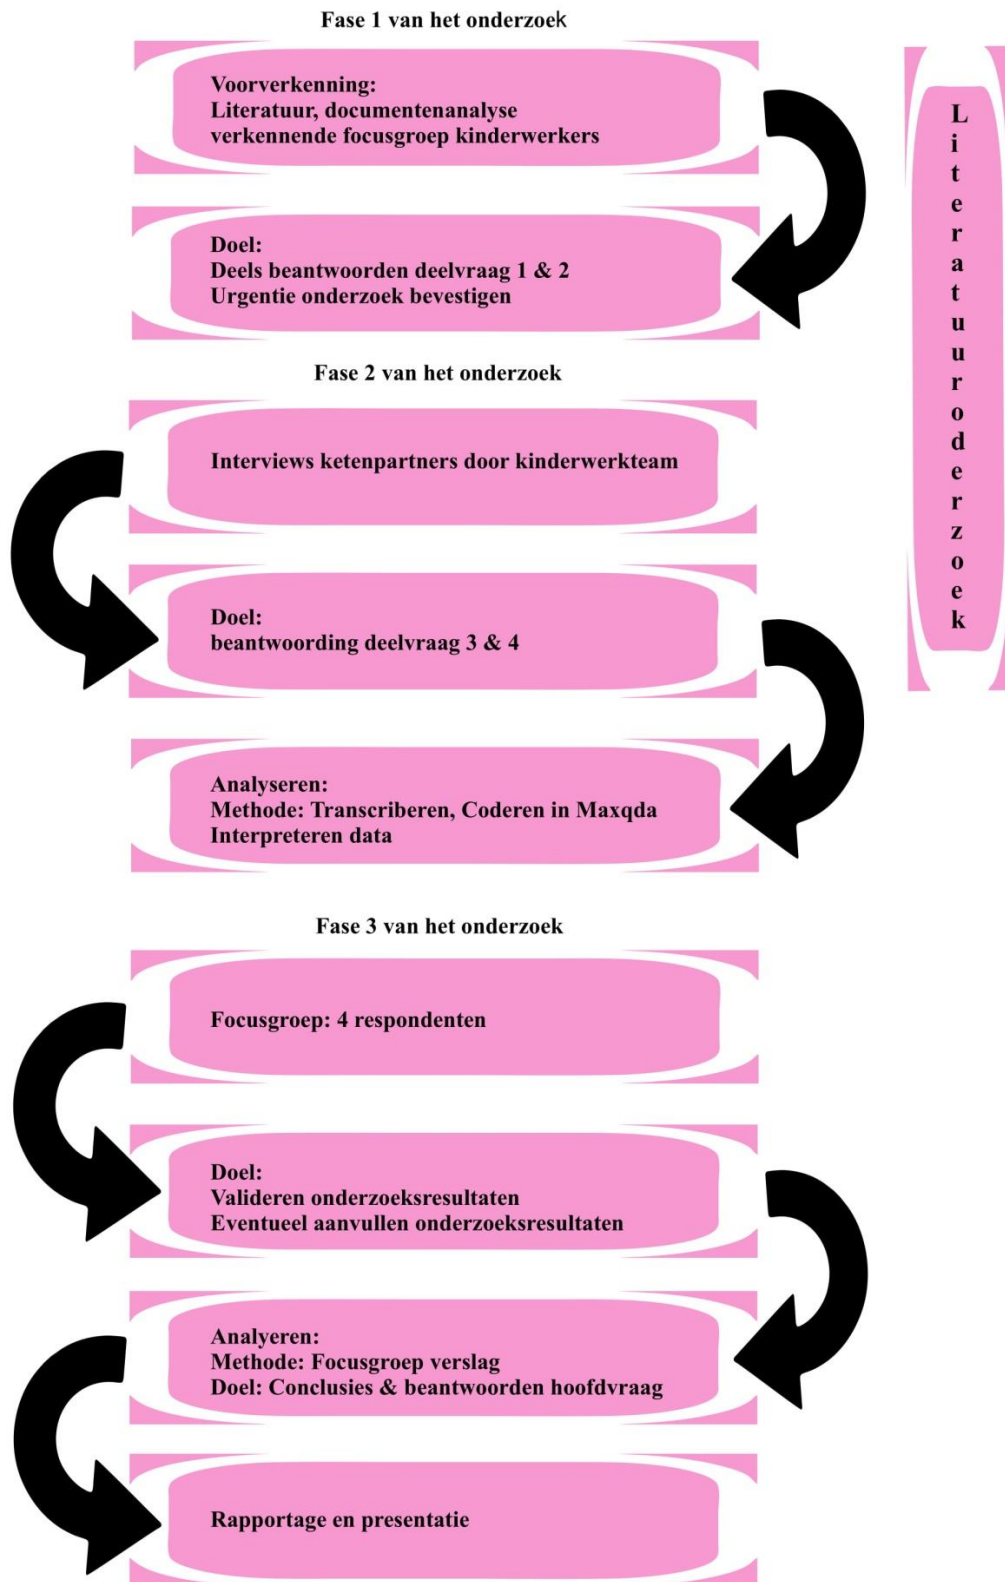 Fase 1 van het onderzoek
Voorverkenning:
Literatuur, documentenanalyse
verkennende focusgroep kinderwerkers
Doel:
Deels beantwoorden deelvraag 1 & 2
Urgentie onderzoek bevestigen
Fase 2 van het onderzoek
Interviews ketenpartners door kinderwerkteam
Doel:
beantwoording deelvraag 3 & 4
Analyseren:
Methode: Transcriberen, Coderen in Maxqda
Interpreteren data
Fase 3 van het onderzoek
Focusgroep: 4 respondenten
Doel:
Valideren onderzoeksresultaten
Eventueel aanvullen onderzoeksresultaten
Analyeren:
Methode: Focusgroep verslag
Doel: Conclusies & beantwoorden hoofdvraag
Rapportage en presentatie
Literatuuroderzoek